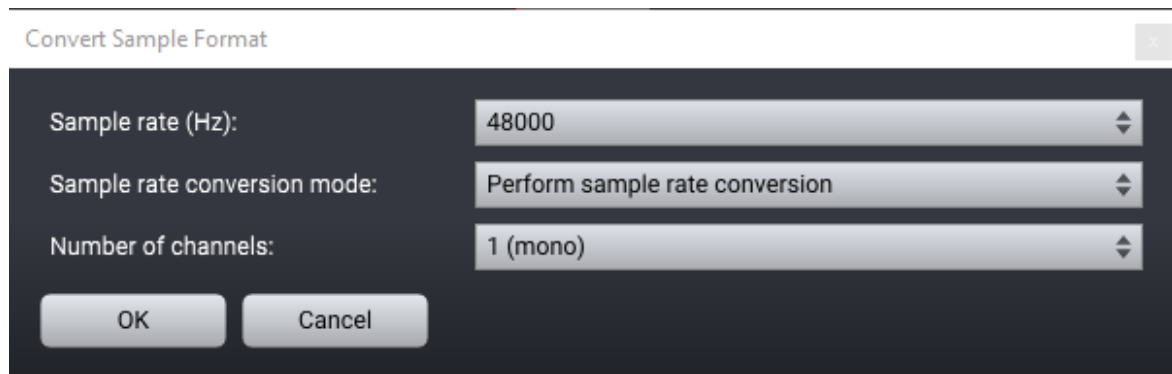 Convert Sample Format x
Sample rate (Hz): 48000
Sample rate conversion mode: Perform sample rate conversion
Number of channels: 1 (mono)
OK Cancel